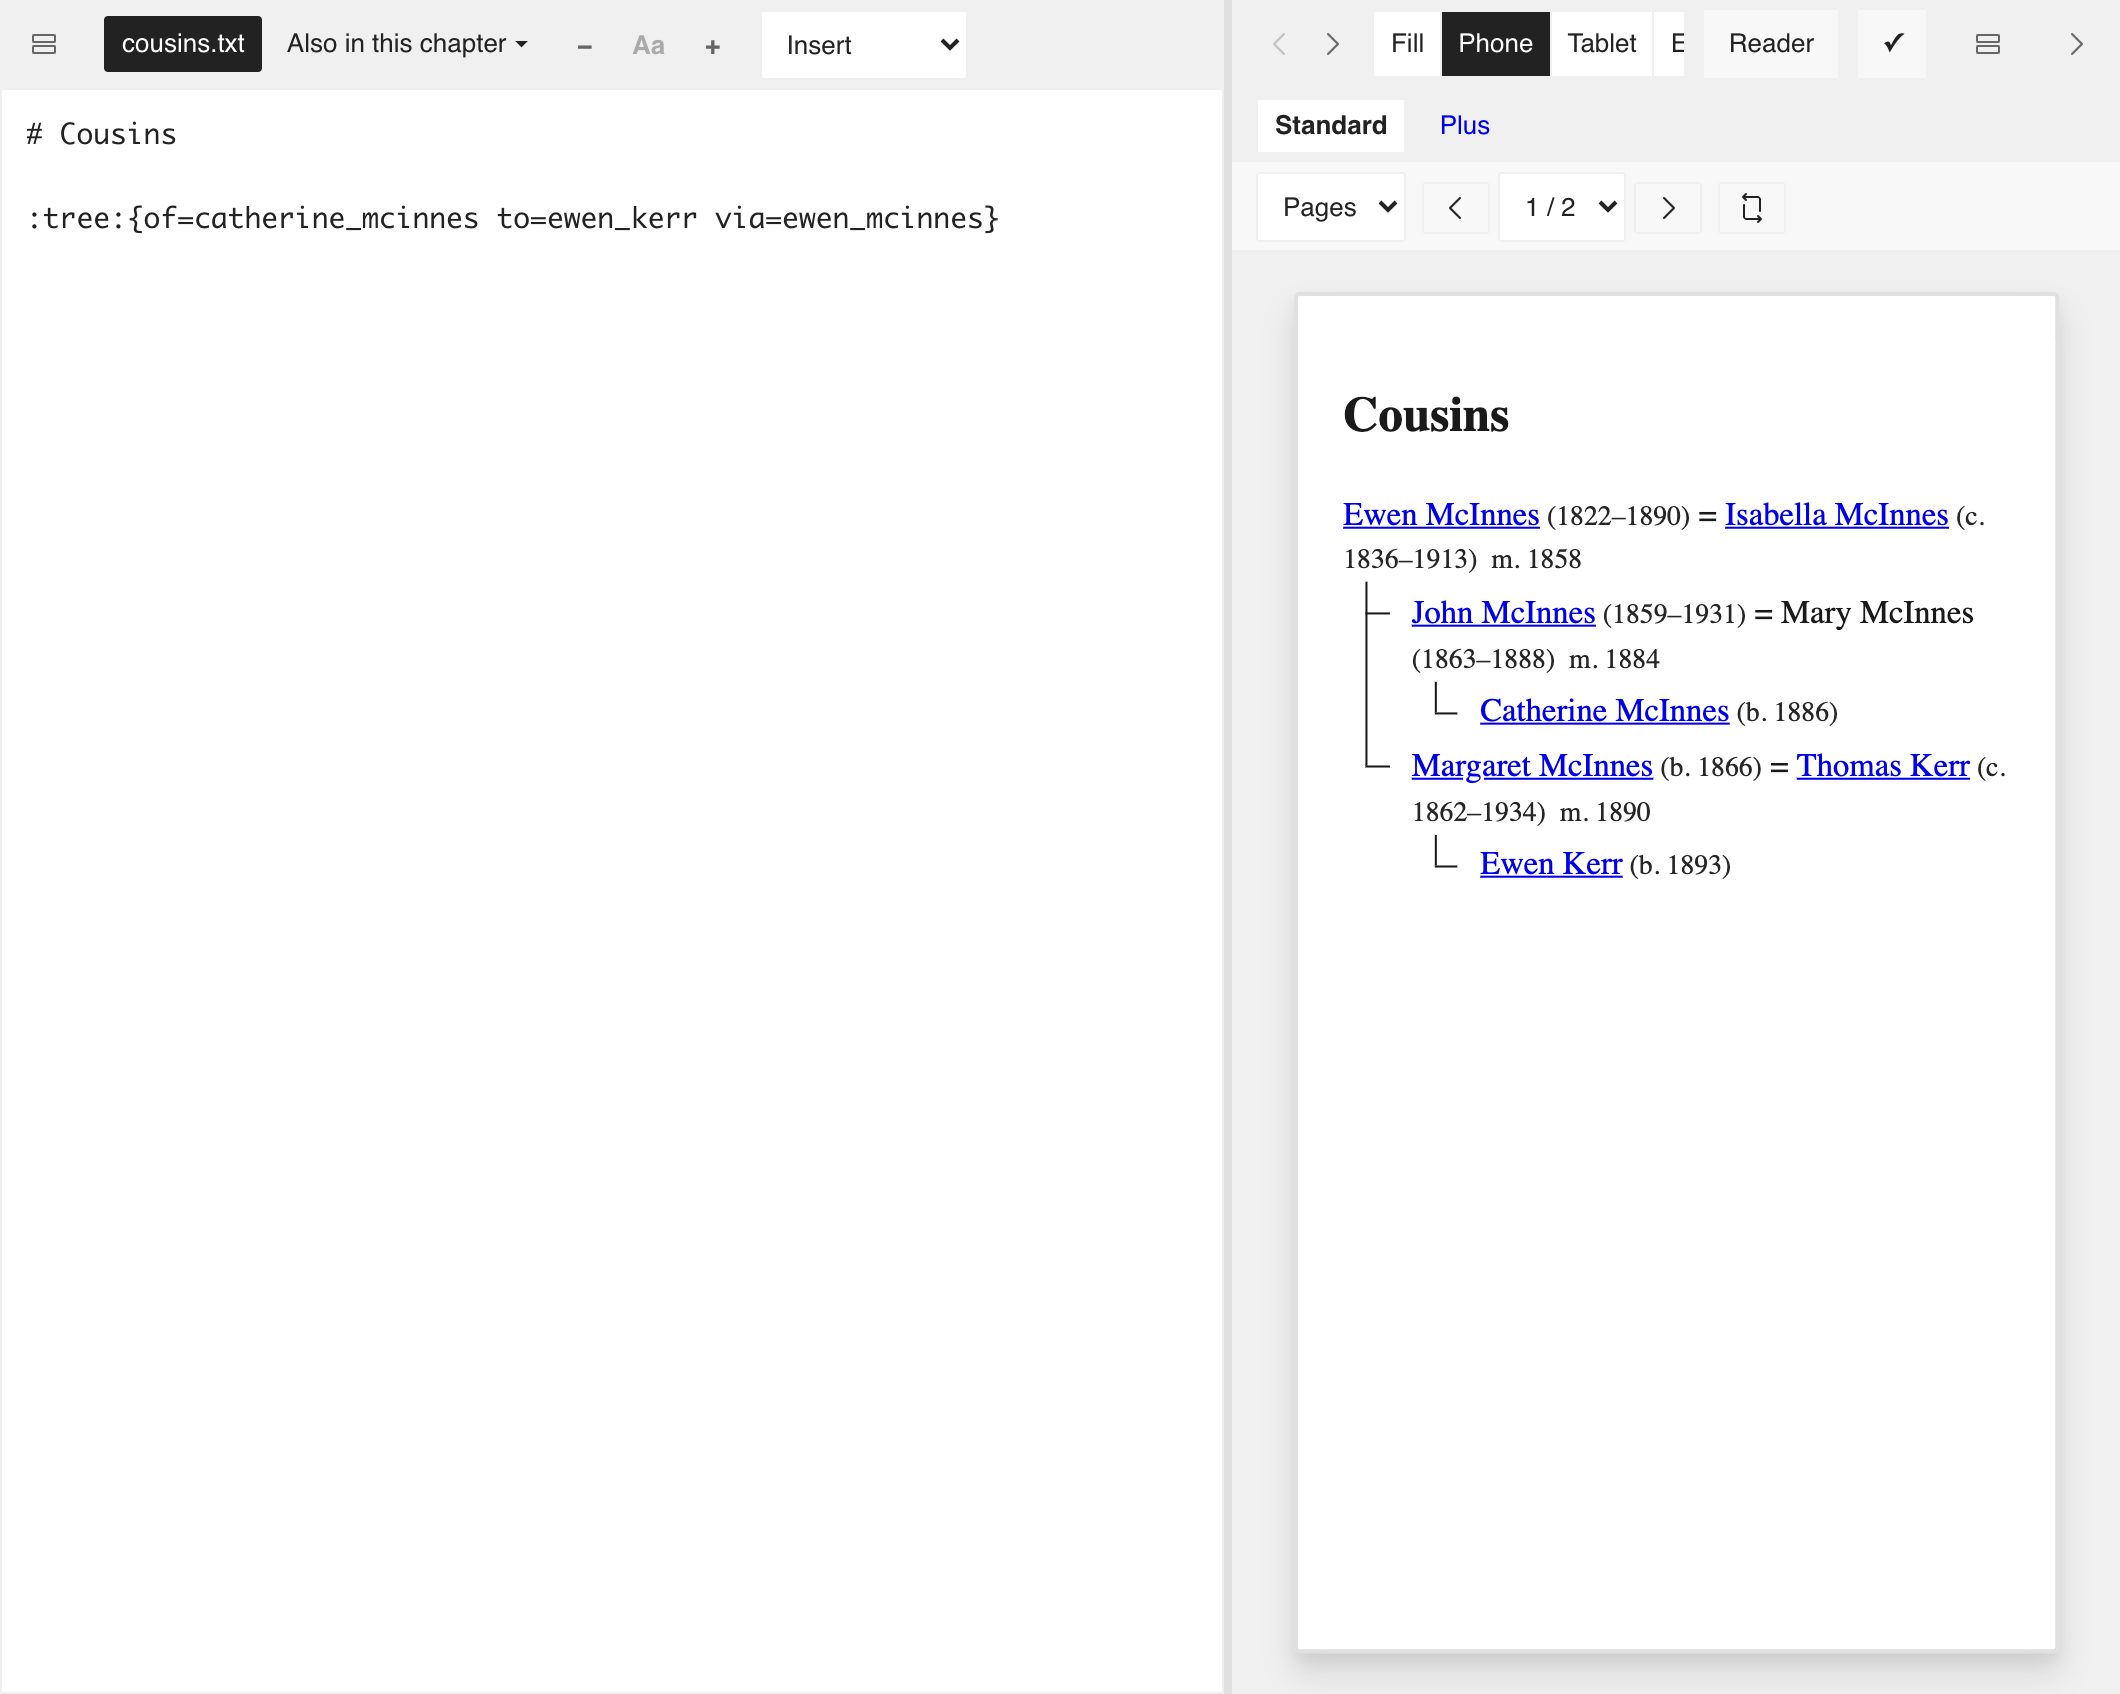 cousins.txt
Also in this chapter
– Aa +
Insert
Fill
Phone
Tablet
Reader
✓
Standard
Plus
Pages
1 / 2
# Cousins
:tree:{of=catherine_mcinnes to=ewen_kerr via=ewen_mcinnes}
Cousins
Ewen McInnes (1822–1890) = Isabella McInnes (c.
1836–1913) m. 1858
John McInnes (1859–1931) = Mary McInnes
(1863–1888) m. 1884
Catherine McInnes (b. 1886)
Margaret McInnes (b. 1866) = Thomas Kerr (c.
1862–1934) m. 1890
Ewen Kerr (b. 1893)